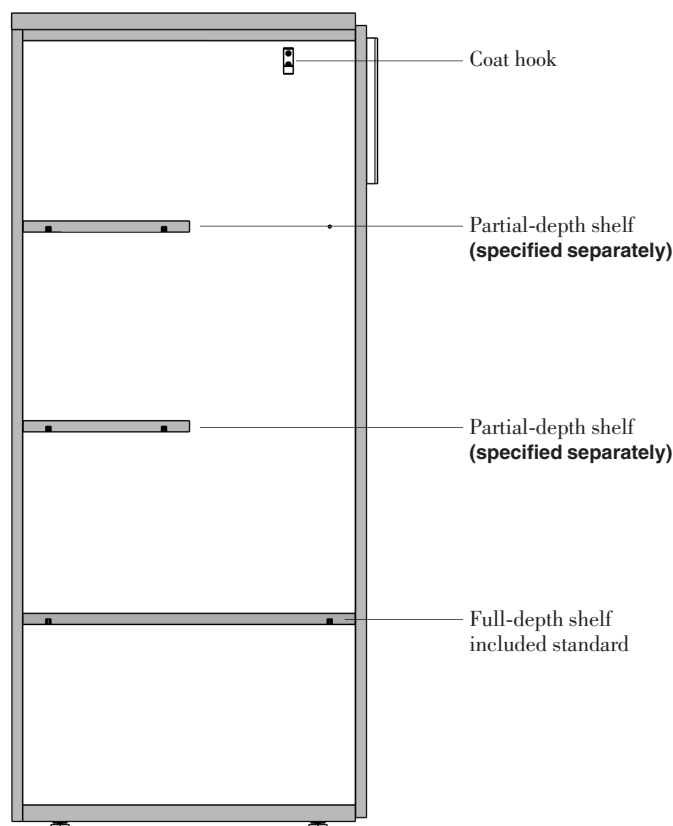 Coat hook
Partial-depth shelf
(specified separately)
Partial-depth shelf
(specified separately)
Full-depth shelf
included standard